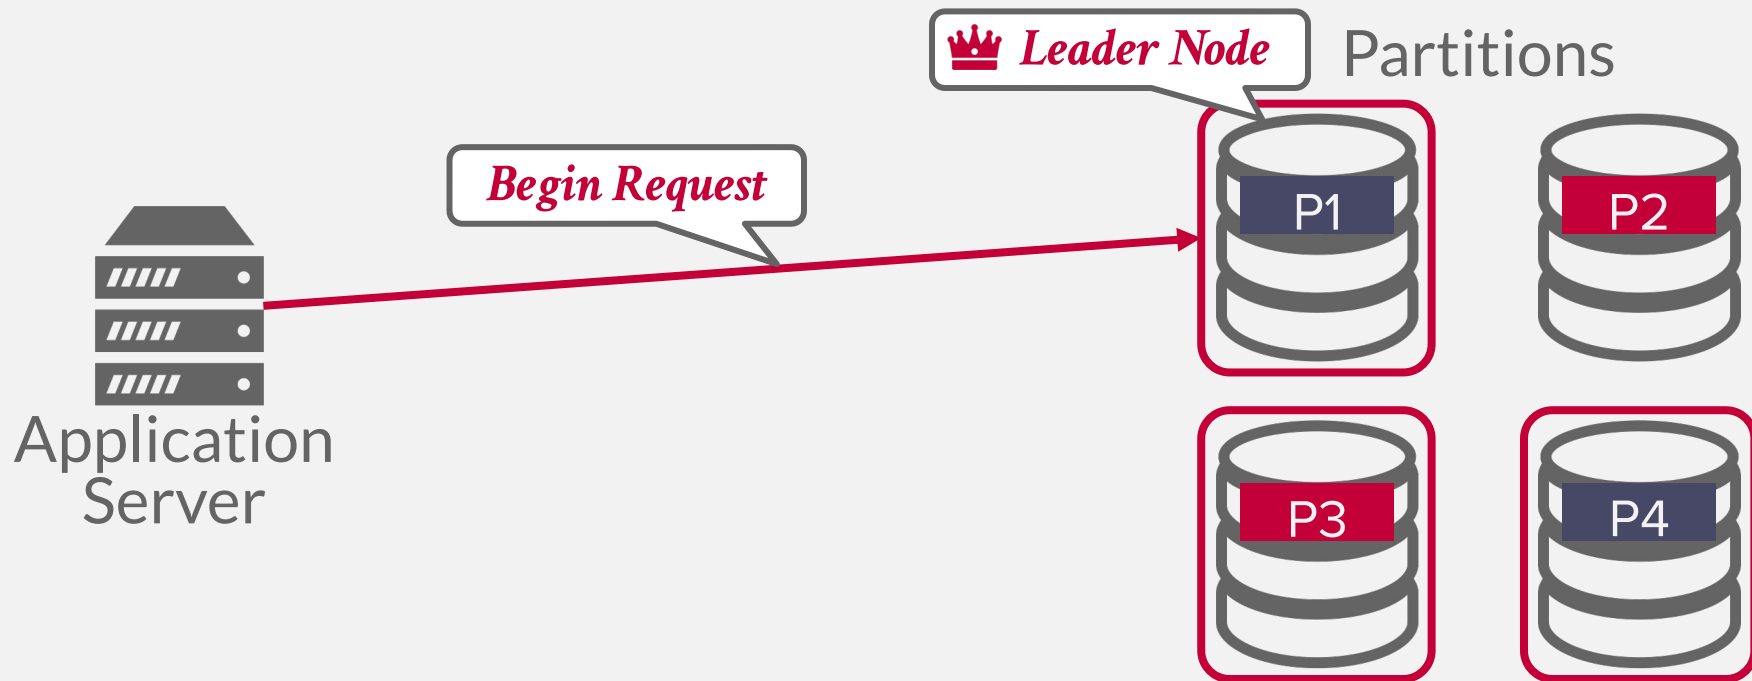 Leader Node
Partitions
Begin Request
P1
P2
Application
Server
P3
P4